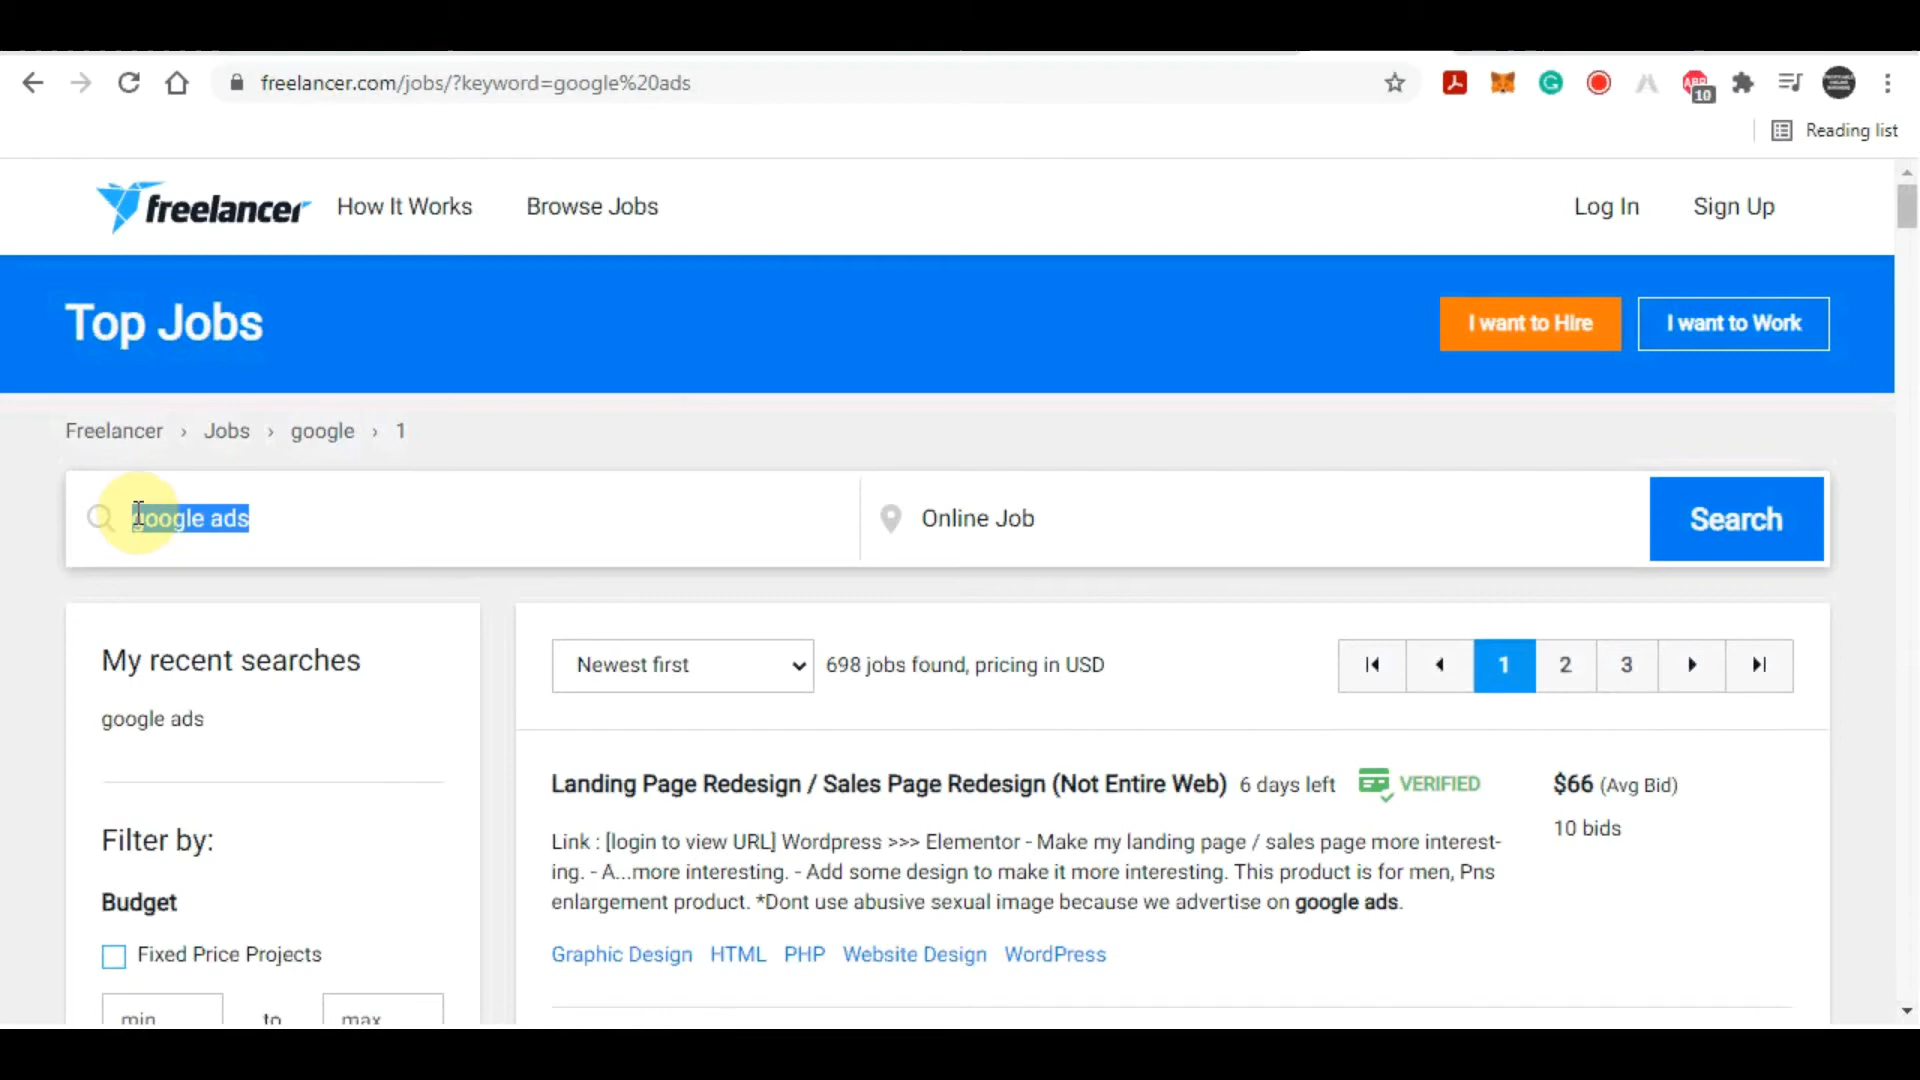 freelancer.com/jobs/?keyword=google%20ads
ABP
10
Reading list
freelancer
How It Works
Browse Jobs
Log In
Sign Up
Top Jobs
I want to Hire
I want to Work
Freelancer › Jobs › google › 1
google ads
Online Job
Search
My recent searches
google ads
Filter by:
Budget
Fixed Price Projects
min to max
Newest first
698 jobs found, pricing in USD
1 2 3
Landing Page Redesign / Sales Page Redesign (Not Entire Web) 6 days left VERIFIED
$66 (Avg Bid)
10 bids
Link : [login to view URL] Wordpress >>> Elementor - Make my landing page / sales page more interest-
ing. - A...more interesting. - Add some design to make it more interesting. This product is for men, Pns
enlargement product. *Dont use abusive sexual image because we advertise on google ads.
Graphic Design HTML PHP Website Design WordPress